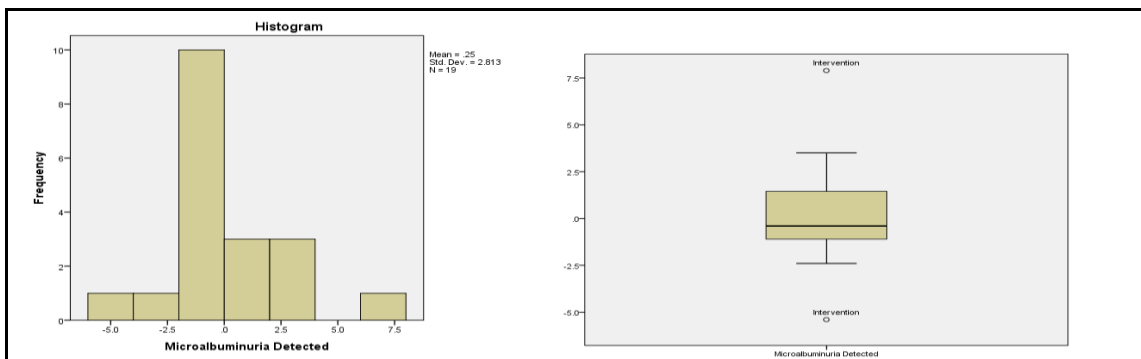 Histogram
Mean = .25
Std. Dev. = 2.813
N = 19
10
8
6
4
2
0
Frequency
-5.0 -2.5 .0 2.5 5.0 7.5
Microalbuminuria Detected
Intervention
7.5
5.0
2.5
.0
-2.5
-5.0
Intervention
Microalbuminuria Detected